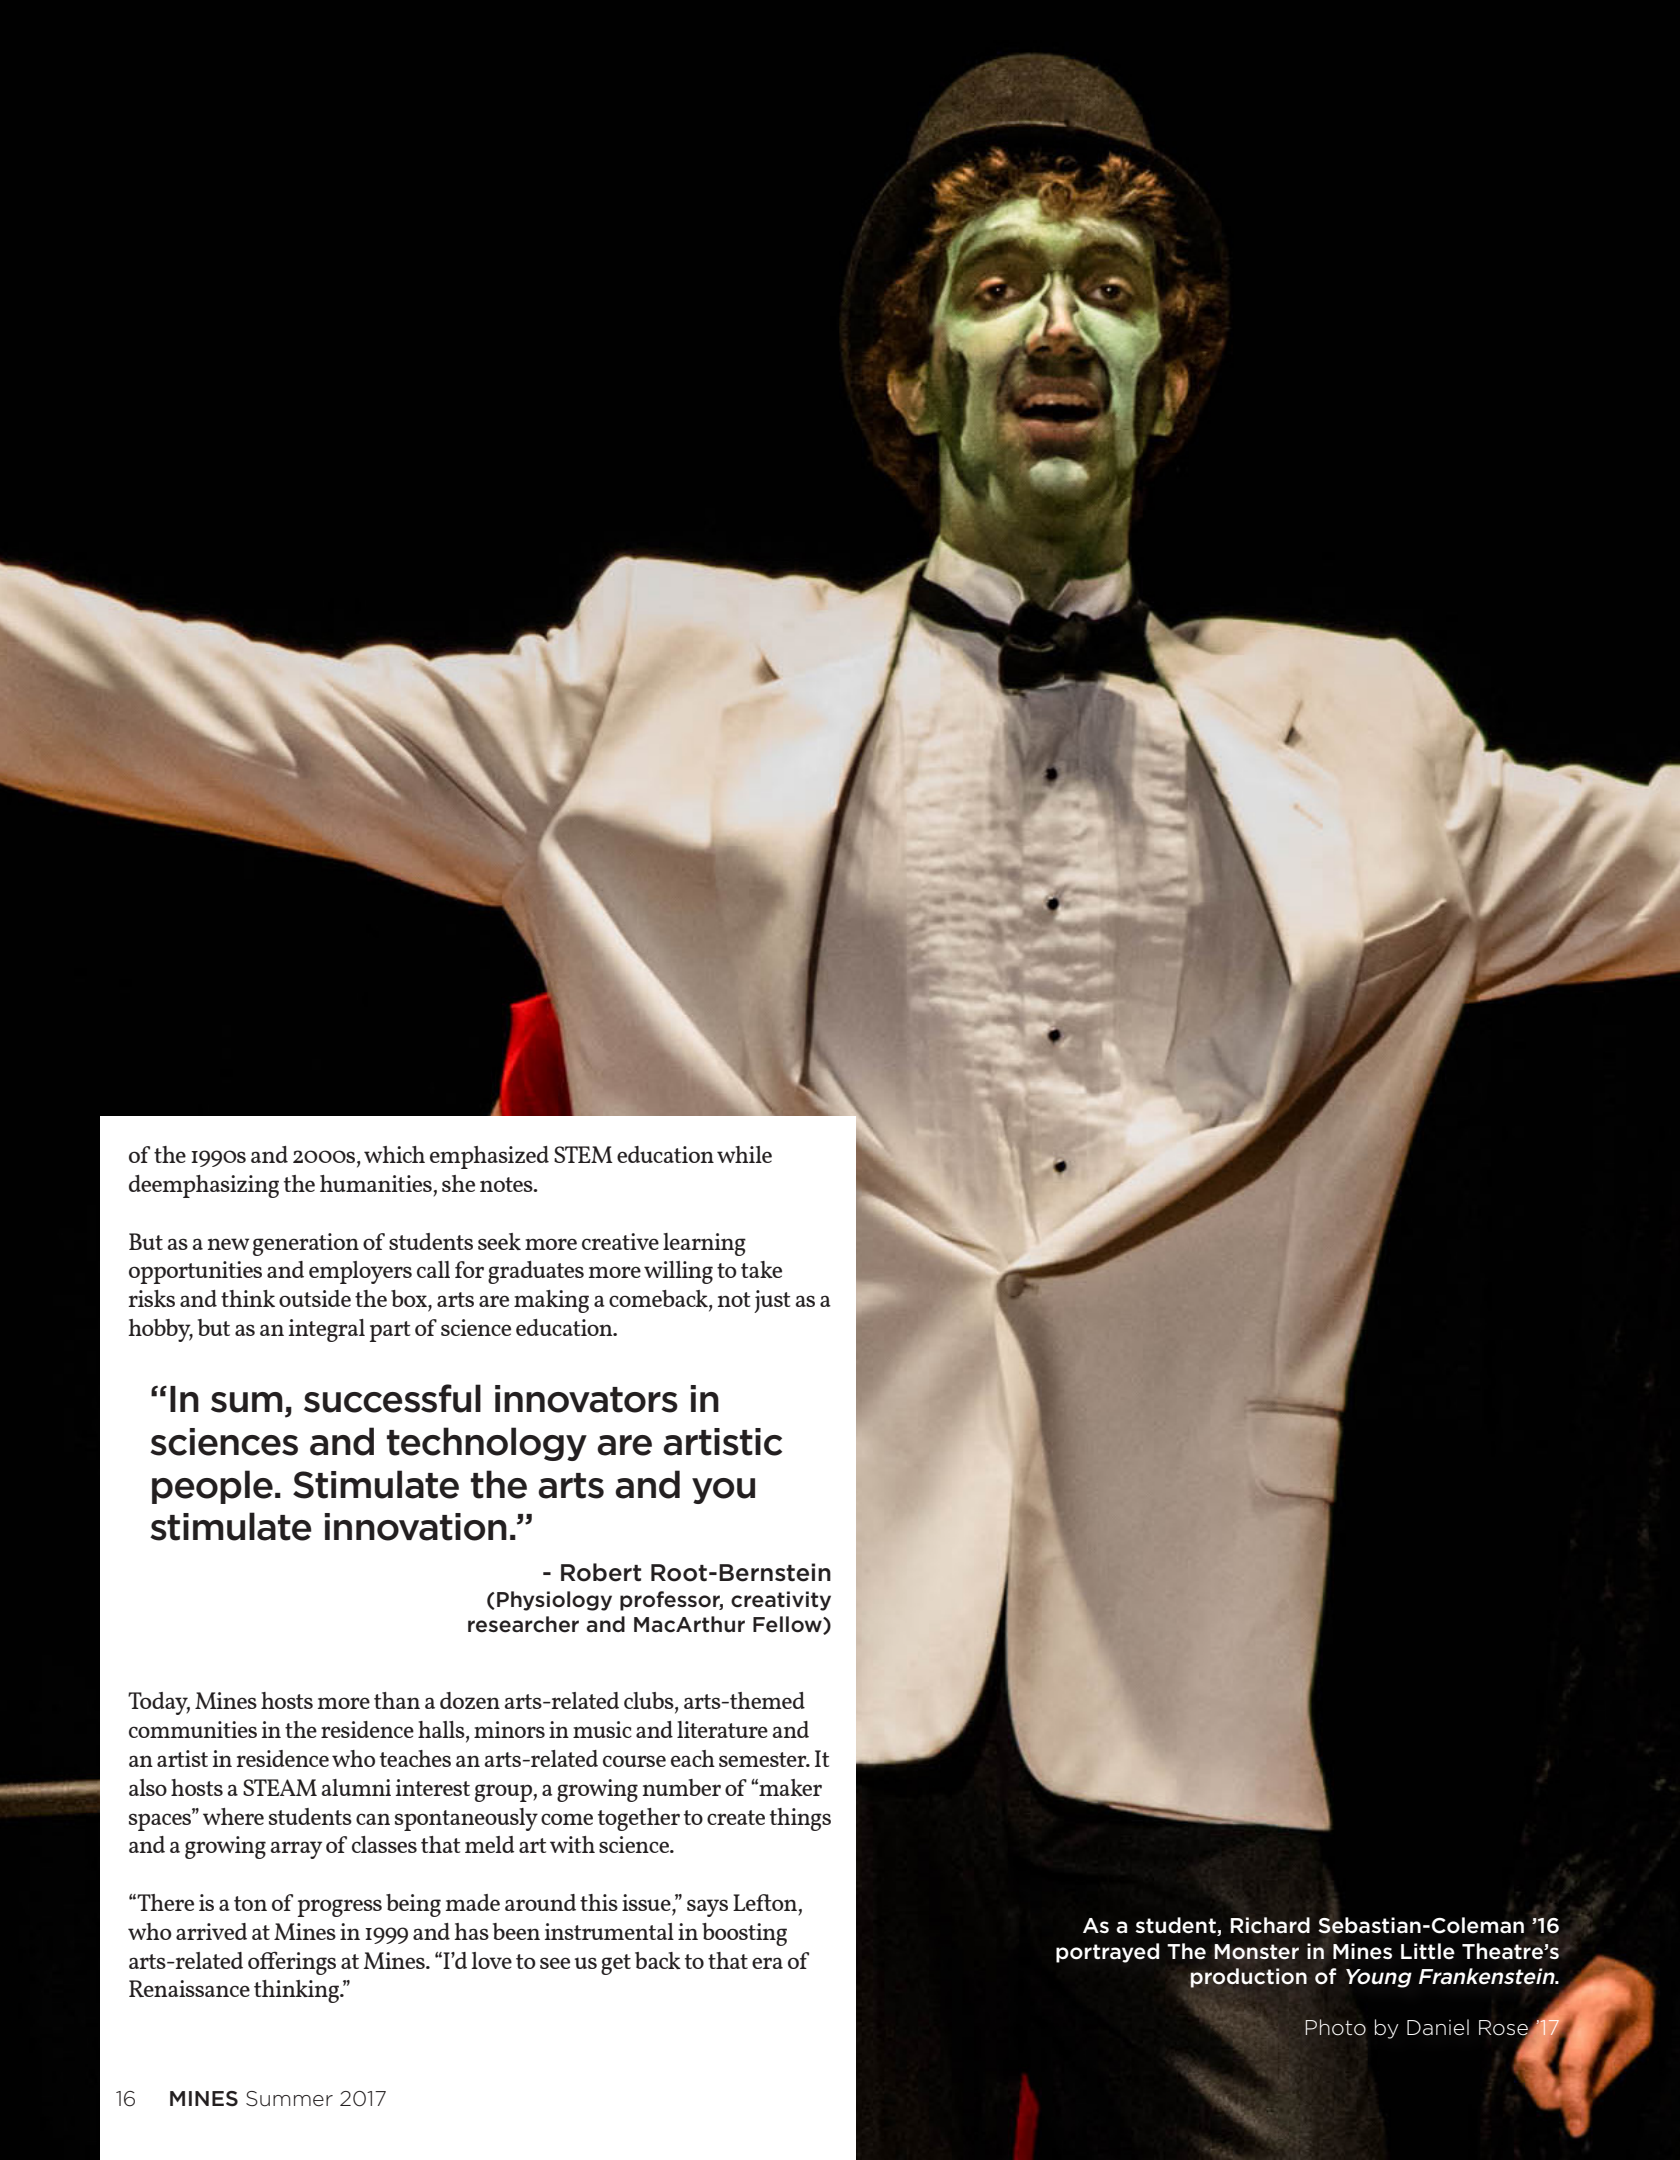 of the 1990s and 2000s, which emphasized STEM education while
deemphasizing the humanities, she notes.
But as a new generation of students seek more creative learning
opportunities and employers call for graduates more willing to take
risks and think outside the box, arts are making a comeback, not just as a
hobby, but as an integral part of science education.
“In sum, successful innovators in
sciences and technology are artistic
people. Stimulate the arts and you
stimulate innovation.”
- Robert Root-Bernstein
(Physiology professor, creativity
researcher and MacArthur Fellow)
Today, Mines hosts more than a dozen arts-related clubs, arts-themed
communities in the residence halls, minors in music and literature and
an artist in residence who teaches an arts-related course each semester. It
also hosts a STEAM alumni interest group, a growing number of “maker
spaces” where students can spontaneously come together to create things
and a growing array of classes that meld art with science.
“There is a ton of progress being made around this issue,” says Lefton,
who arrived at Mines in 1999 and has been instrumental in boosting
arts-related offerings at Mines. “I’d love to see us get back to that era of
Renaissance thinking.”
As a student, Richard Sebastian-Coleman ’16
portrayed The Monster in Mines Little Theatre’s
production of Young Frankenstein.
Photo by Daniel Rose ’17
16 MINES Summer 2017